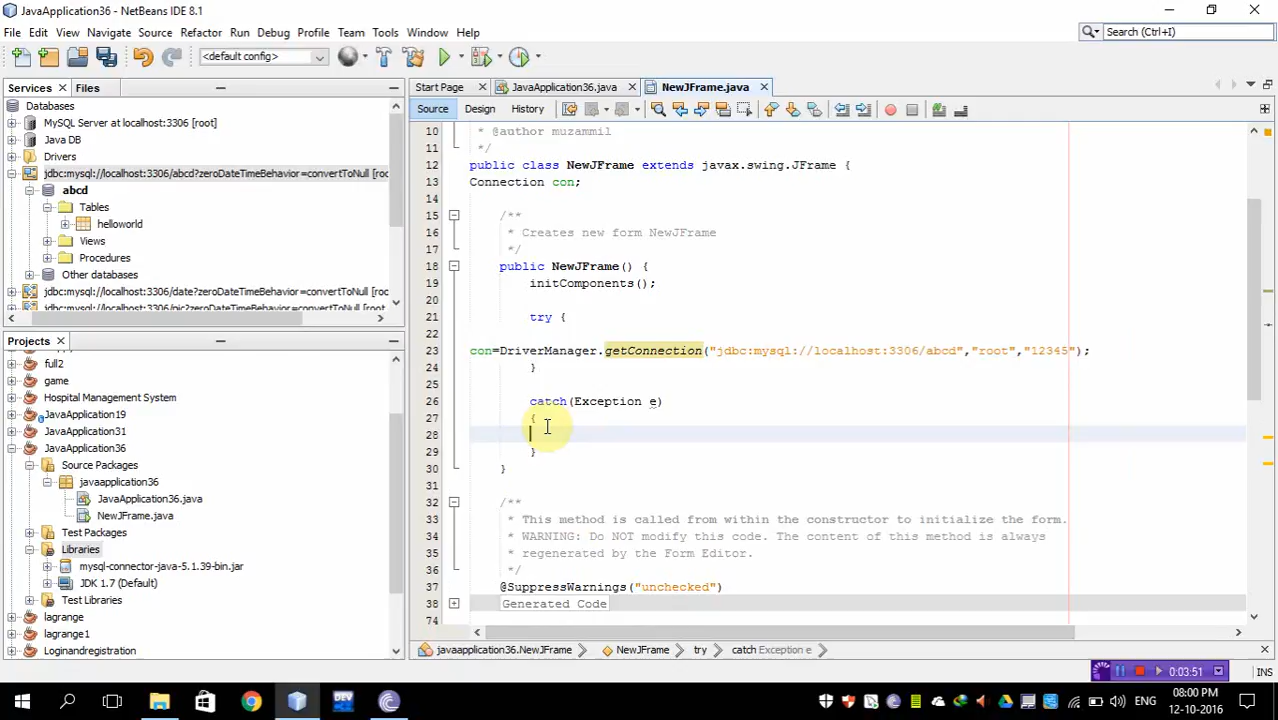 JavaApplication36 - NetBeans IDE 8.1
File Edit View Navigate Source Refactor Run Debug Profile Team Tools Window Help
Search (Ctrl+I)
<default config>
Services Files
Databases
MySQL Server at localhost:3306 [root]
Java DB
Drivers
jdbc:mysql://localhost:3306/abcd?zeroDateTimeBehavior=convertToNull [roo
abcd
Tables
helloworld
Views
Procedures
Other databases
jdbc:mysql://localhost:3306/date?zeroDateTimeBehavior=convertToNull [root
jdbc:mysql://localhost:3306/pic?zeroDateTimeBehavior=convertToNull [root
Projects
full2
game
Hospital Management System
JavaApplication19
JavaApplication31
JavaApplication36
Source Packages
javaapplication36
JavaApplication36.java
NewJFrame.java
Test Packages
Libraries
mysql-connector-java-5.1.39-bin.jar
JDK 1.7 (Default)
Test Libraries
lagrange
lagrange1
Loginandregistration
Start Page JavaApplication36.java NewJFrame.java
Source Design History
10 * @author muzammil
11 */
12 public class NewJFrame extends javax.swing.JFrame {
13 Connection con;
14
15 /**
16 * Creates new form NewJFrame
17 */
18 public NewJFrame() {
19 initComponents();
20
21 try {
22
23 con=DriverManager.getConnection("jdbc:mysql://localhost:3306/abcd","root","12345");
24 }
25
26 catch(Exception e)
27 {
28
29 }
30 }
31
32 /**
33 * This method is called from within the constructor to initialize the form.
34 * WARNING: Do NOT modify this code. The content of this method is always
35 * regenerated by the Form Editor.
36 */
37 @SuppressWarnings("unchecked")
38 Generated Code
74
javaapplication36.NewJFrame NewJFrame try catch Exception e
03:03:51
INS
ENG
08:00 PM
12-10-2016
DEV